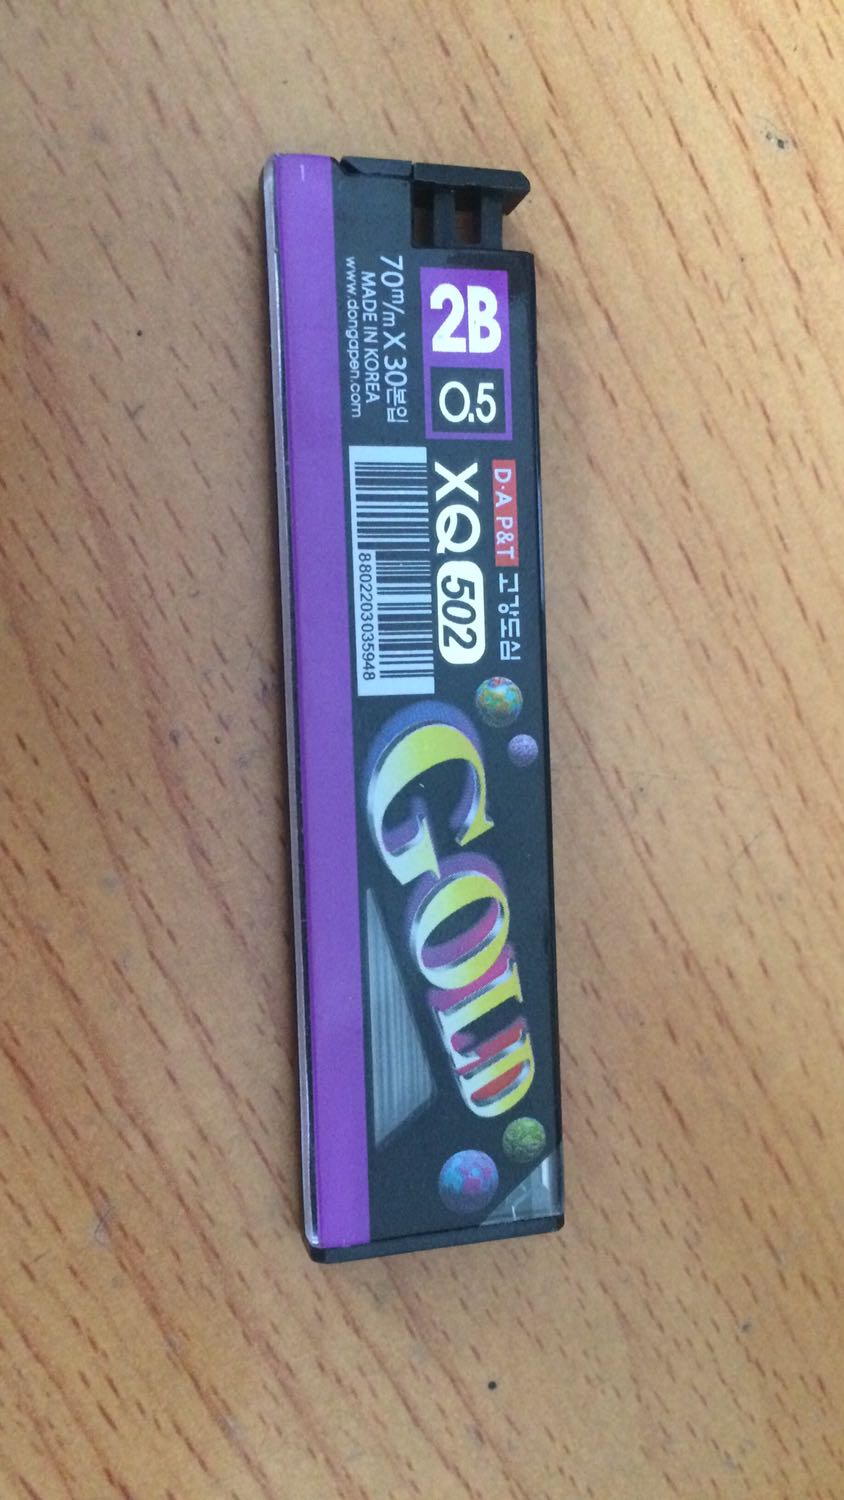 2B
0.5
D·A P&T 고강도심
XQ 502
70m/m X 30본입
MADE IN KOREA
www.dongapen.com
8802203035948
GOLD